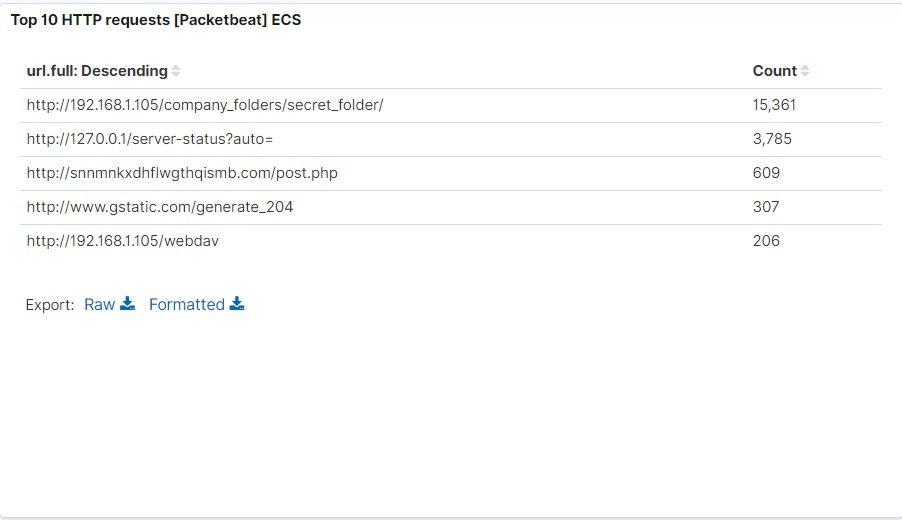 Top 10 HTTP requests [Packetbeat] ECS
url.full: Descending Count
http://192.168.1.105/company_folders/secret_folder/ 15,361
http://127.0.0.1/server-status?auto= 3,785
http://snnmnkxdhflwgthqismb.com/post.php 609
http://www.gstatic.com/generate_204 307
http://192.168.1.105/webdav 206
Export: Raw Formatted